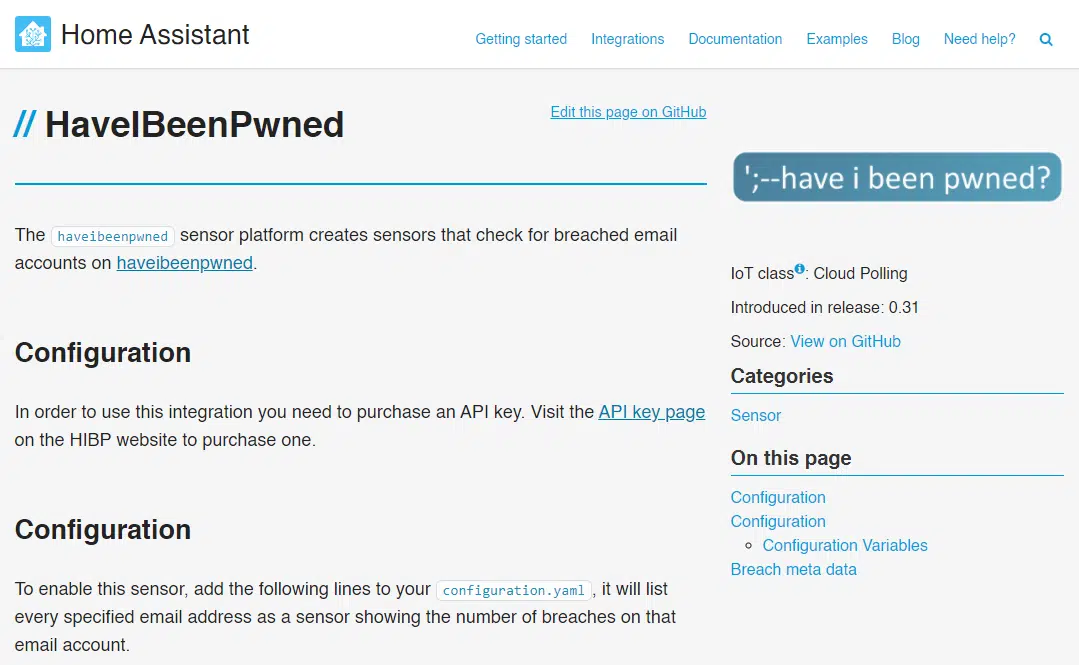 Home Assistant
Getting started Integrations Documentation Examples Blog Need help?
// HaveIBeenPwned
Edit this page on GitHub
The haveibeenpwned sensor platform creates sensors that check for breached email
accounts on haveibeenpwned.
Configuration
In order to use this integration you need to purchase an API key. Visit the API key page
on the HIBP website to purchase one.
Configuration
To enable this sensor, add the following lines to your configuration.yaml, it will list
every specified email address as a sensor showing the number of breaches on that
email account.
';--have i been pwned?
IoT class: Cloud Polling
Introduced in release: 0.31
Source: View on GitHub
Categories
Sensor
On this page
Configuration
Configuration
Configuration Variables
Breach meta data